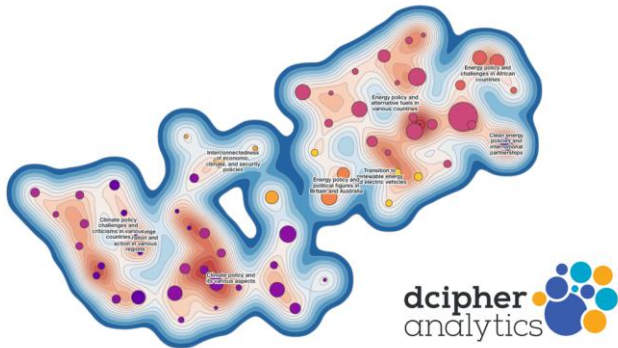 Energy policy and
challenges in African
countries
Energy policy and
alternative fuels in
various countries
Clean energy
policies and
international
partnerships
Interconnectedness
of economic,
climate, and security
policies
Transition to
renewable energy
electric vehicles
Energy policy and
political figures in
Britain and Australia
Climate policy
challenges and
criticisms in various
countries
action in various
regions
Climate policy and
its various aspects
dcipher
analytics